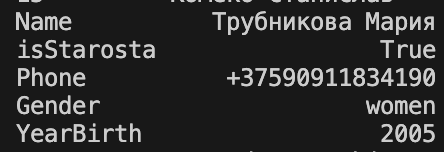 Name Трубникова Мария
isStarosta True
Phone +37590911834190
Gender women
YearBirth 2005